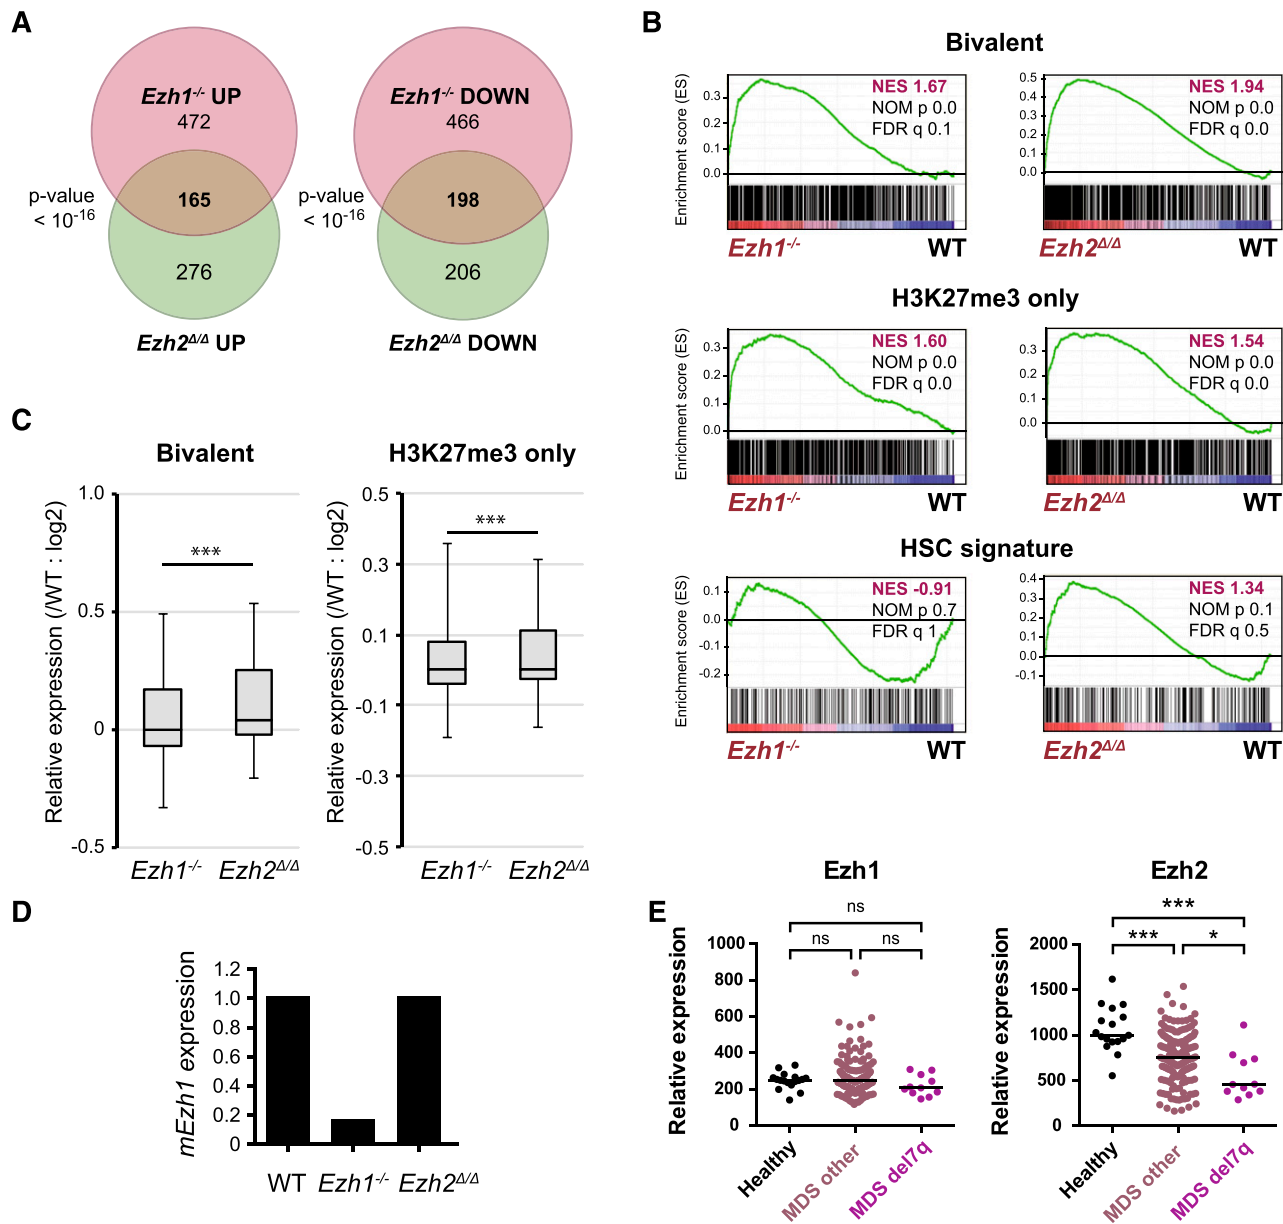 A
Ezh1-/- UP
472
165
p-value
< 10-16
276
Ezh2Δ/Δ UP
Ezh1-/- DOWN
466
198
p-value
< 10-16
206
Ezh2Δ/Δ DOWN
B
Bivalent
Enrichment score (ES)
0.3
0.2
0.1
0.0
NES 1.67
NOM p 0.0
FDR q 0.1
Ezh1-/- WT
0.5
0.4
0.3
0.2
0.1
0.0
NES 1.94
NOM p 0.0
FDR q 0.0
Ezh2Δ/Δ WT
H3K27me3 only
Enrichment score (ES)
0.3
0.2
0.1
0.0
NES 1.60
NOM p 0.0
FDR q 0.0
Ezh1-/- WT
0.3
0.2
0.1
0.0
NES 1.54
NOM p 0.0
FDR q 0.0
Ezh2Δ/Δ WT
HSC signature
Enrichment score (ES)
0.1
0.0
-0.1
-0.2
NES -0.91
NOM p 0.7
FDR q 1
Ezh1-/- WT
0.4
0.3
0.2
0.1
0.0
-0.1
NES 1.34
NOM p 0.1
FDR q 0.5
Ezh2Δ/Δ WT
C
Bivalent
Relative expression (/WT : log2)
1.0
0.5
0
-0.5
***
Ezh1-/- Ezh2Δ/Δ
H3K27me3 only
Relative expression (/WT : log2)
0.5
0.3
0.1
-0.1
-0.3
-0.5
***
Ezh1-/- Ezh2Δ/Δ
D
mEzh1 expression
1.2
1.0
0.8
0.6
0.4
0.2
0
WT Ezh1-/- Ezh2Δ/Δ
E
Ezh1
Relative expression
1000
800
600
400
200
0
ns
ns ns
Healthy
MDS other
MDS del7q
Ezh2
Relative expression
2000
1500
1000
500
0
***
*** *
Healthy
MDS other
MDS del7q